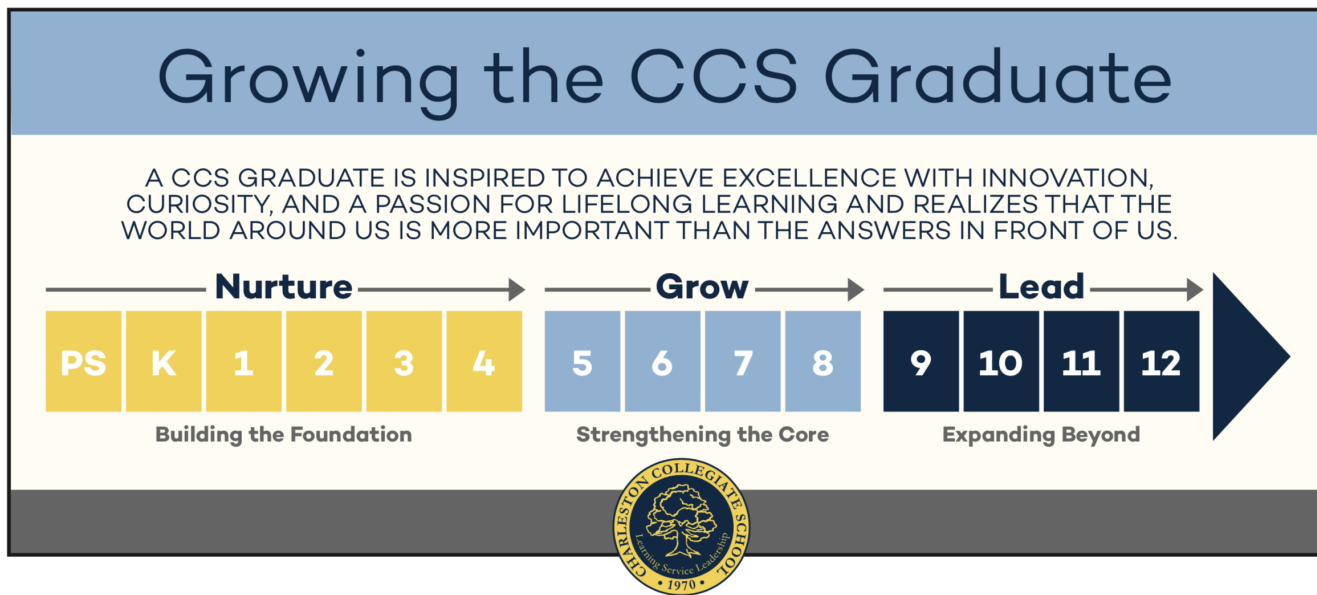 Growing the CCS Graduate
A CCS GRADUATE IS INSPIRED TO ACHIEVE EXCELLENCE WITH INNOVATION,
CURIOSITY, AND A PASSION FOR LIFELONG LEARNING AND REALIZES THAT THE
WORLD AROUND US IS MORE IMPORTANT THAN THE ANSWERS IN FRONT OF US.
Nurture Grow Lead
PS K 1 2 3 4 5 6 7 8 9 10 11 12
Building the Foundation Strengthening the Core Expanding Beyond
CHARLESTON COLLEGIATE SCHOOL
Learning Service Leadership
• 1970 •